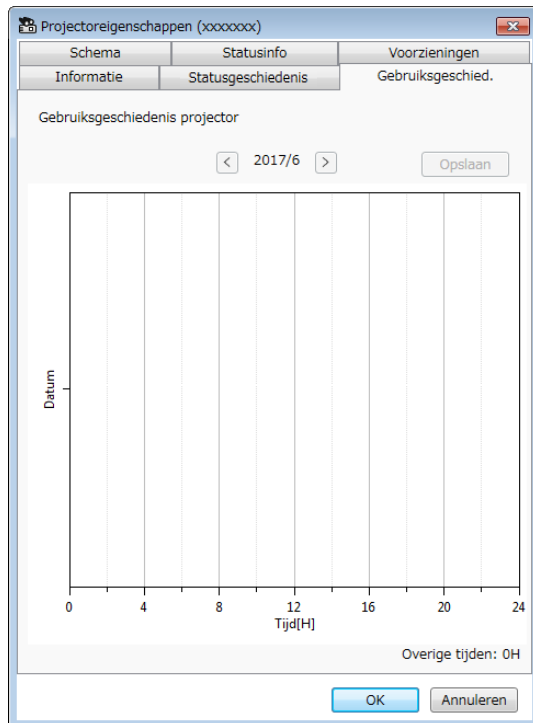 Projectoreigenschappen (xxxxxxx)
Schema Statusinfo Voorzieningen
Informatie Statusgeschiedenis Gebruiksgeschied.
Gebruiksgeschiedenis projector
< 2017/6 > Opslaan
Datum
0 4 8 12 16 20 24
Tijd[H]
Overige tijden: 0H
OK Annuleren